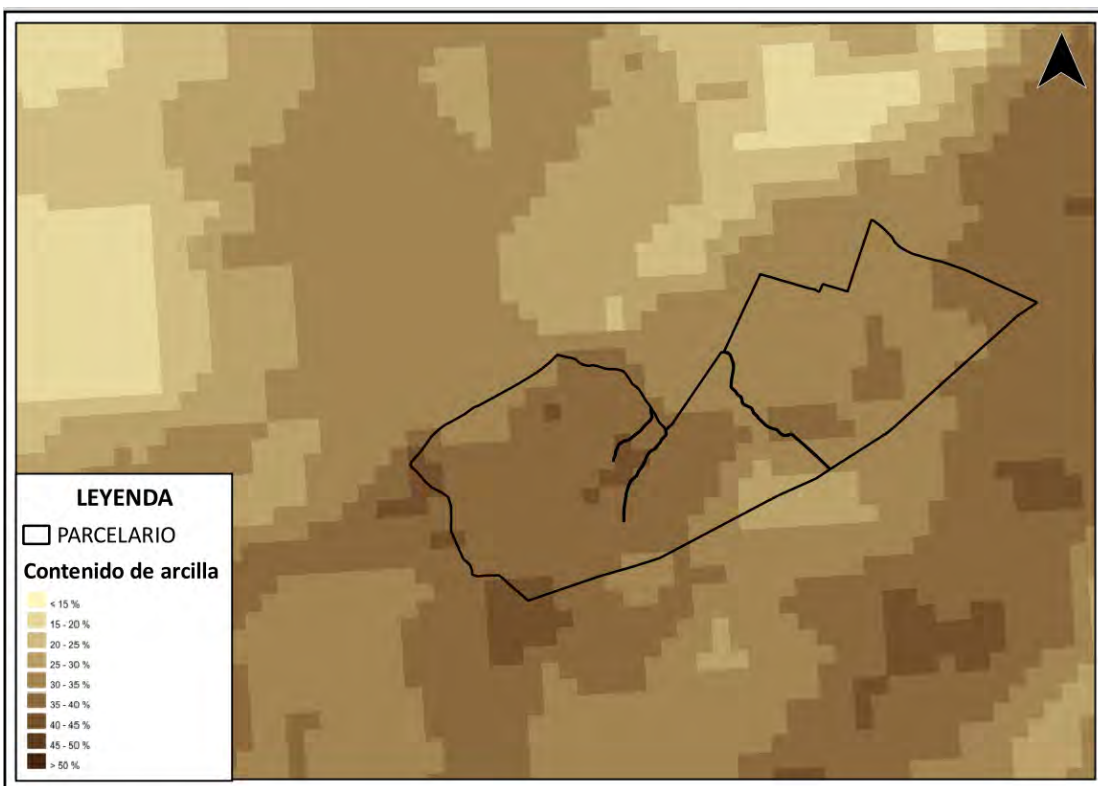 LEYENDA
PARCELARIO
Contenido de arcilla
< 15 %
15 - 20 %
20 - 25 %
25 - 30 %
30 - 35 %
35 - 40 %
40 - 45 %
45 - 50 %
> 50 %